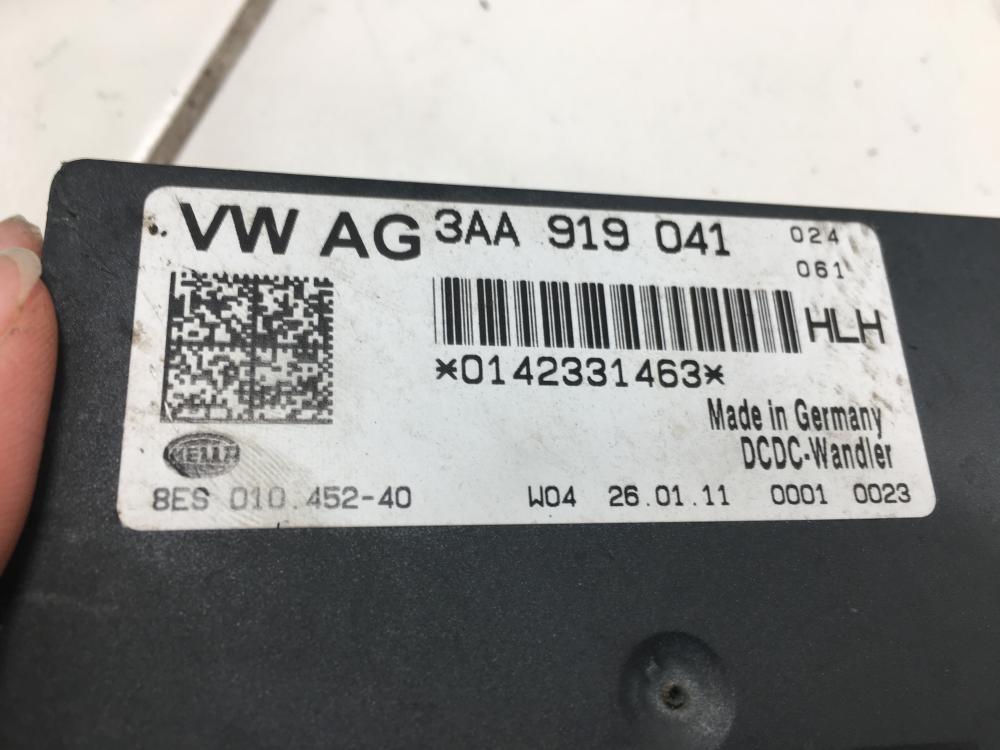 VW AG 3AA 919 041 024
061
HLH
*0142331463*
Made in Germany
DCDC-Wandler
HELLA
8ES 010.452-40 W04 26.01.11 0001 0023